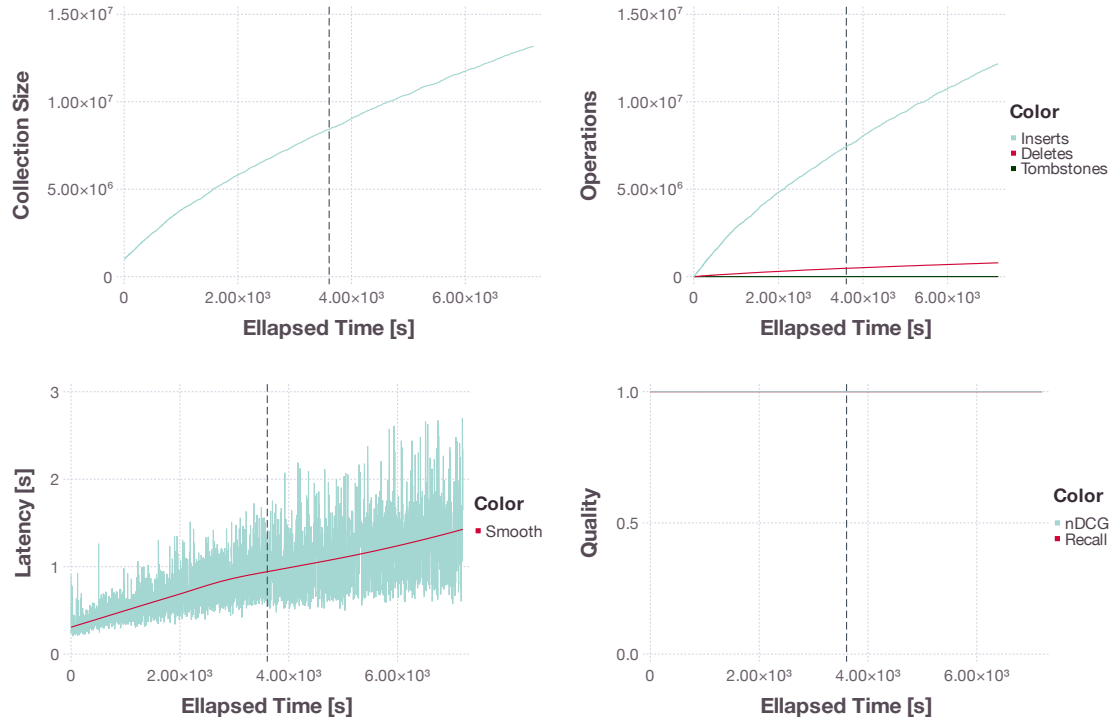 Collection Size
1.50×10⁷
1.00×10⁷
5.00×10⁶
0
0
2.00×10³
4.00×10³
6.00×10³
Ellapsed Time [s]
Operations
1.50×10⁷
1.00×10⁷
5.00×10⁶
0
0
2.00×10³
4.00×10³
6.00×10³
Ellapsed Time [s]
Color
Inserts
Deletes
Tombstones
Latency [s]
3
2
1
0
0
2.00×10³
4.00×10³
6.00×10³
Ellapsed Time [s]
Color
Smooth
Quality
1.0
0.5
0.0
0
2.00×10³
4.00×10³
6.00×10³
Ellapsed Time [s]
Color
nDCG
Recall